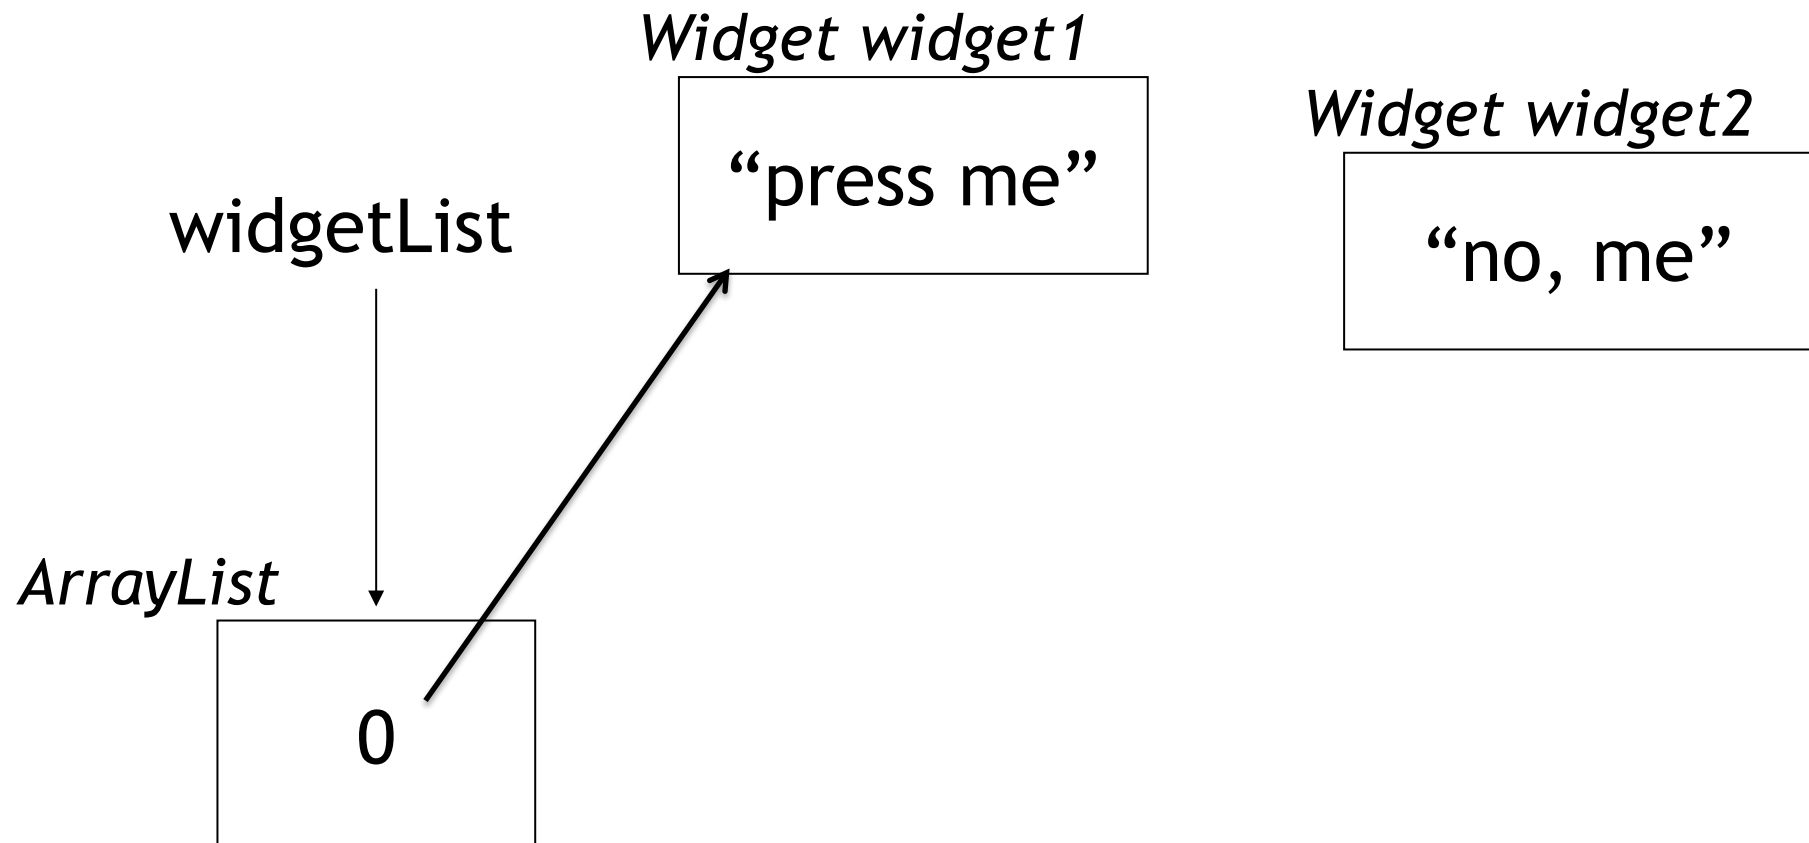 Widget widget1
“press me”
Widget widget2
“no, me”
widgetList
ArrayList
0